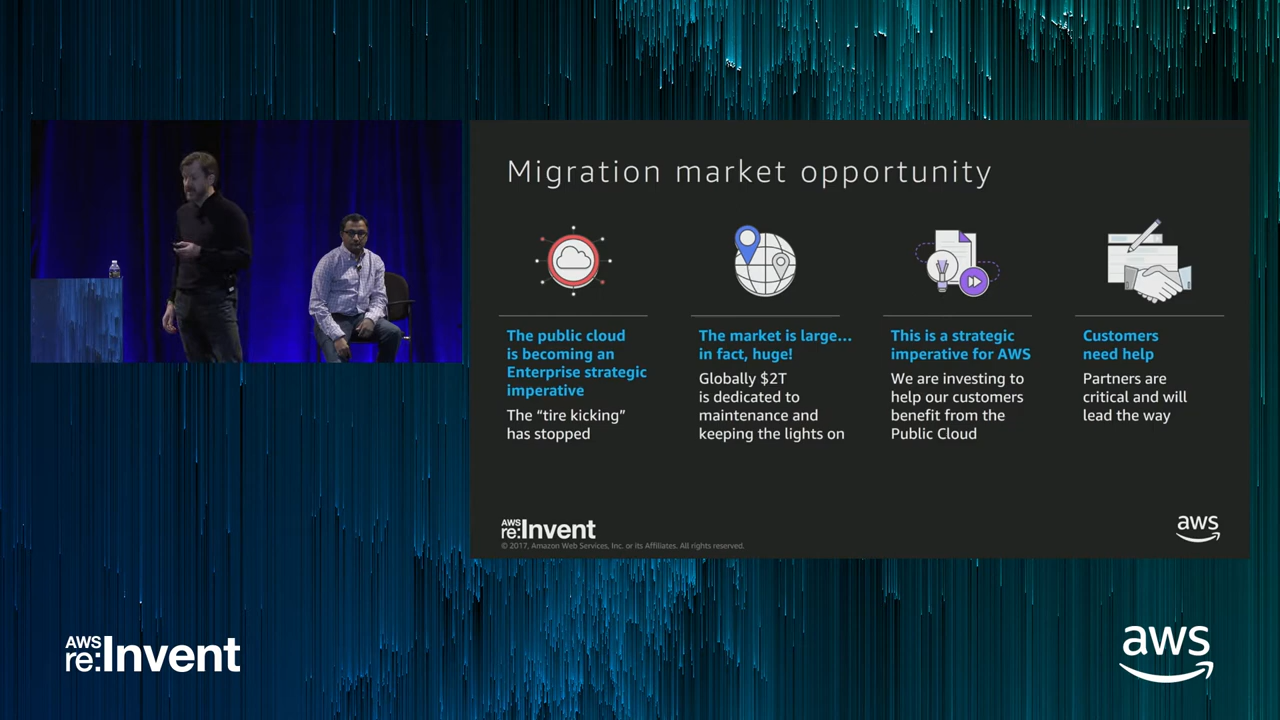 Migration market opportunity
The public cloud
is becoming an
Enterprise strategic
imperative
The “tire kicking”
has stopped
The market is large...
in fact, huge!
Globally $2T
is dedicated to
maintenance and
keeping the lights on
This is a strategic
imperative for AWS
We are investing to
help our customers
benefit from the
Public Cloud
Customers
need help
Partners are
critical and will
lead the way
AWS
re:Invent
© 2017, Amazon Web Services, Inc. or its Affiliates. All rights reserved.
aws
AWS
re:Invent
aws